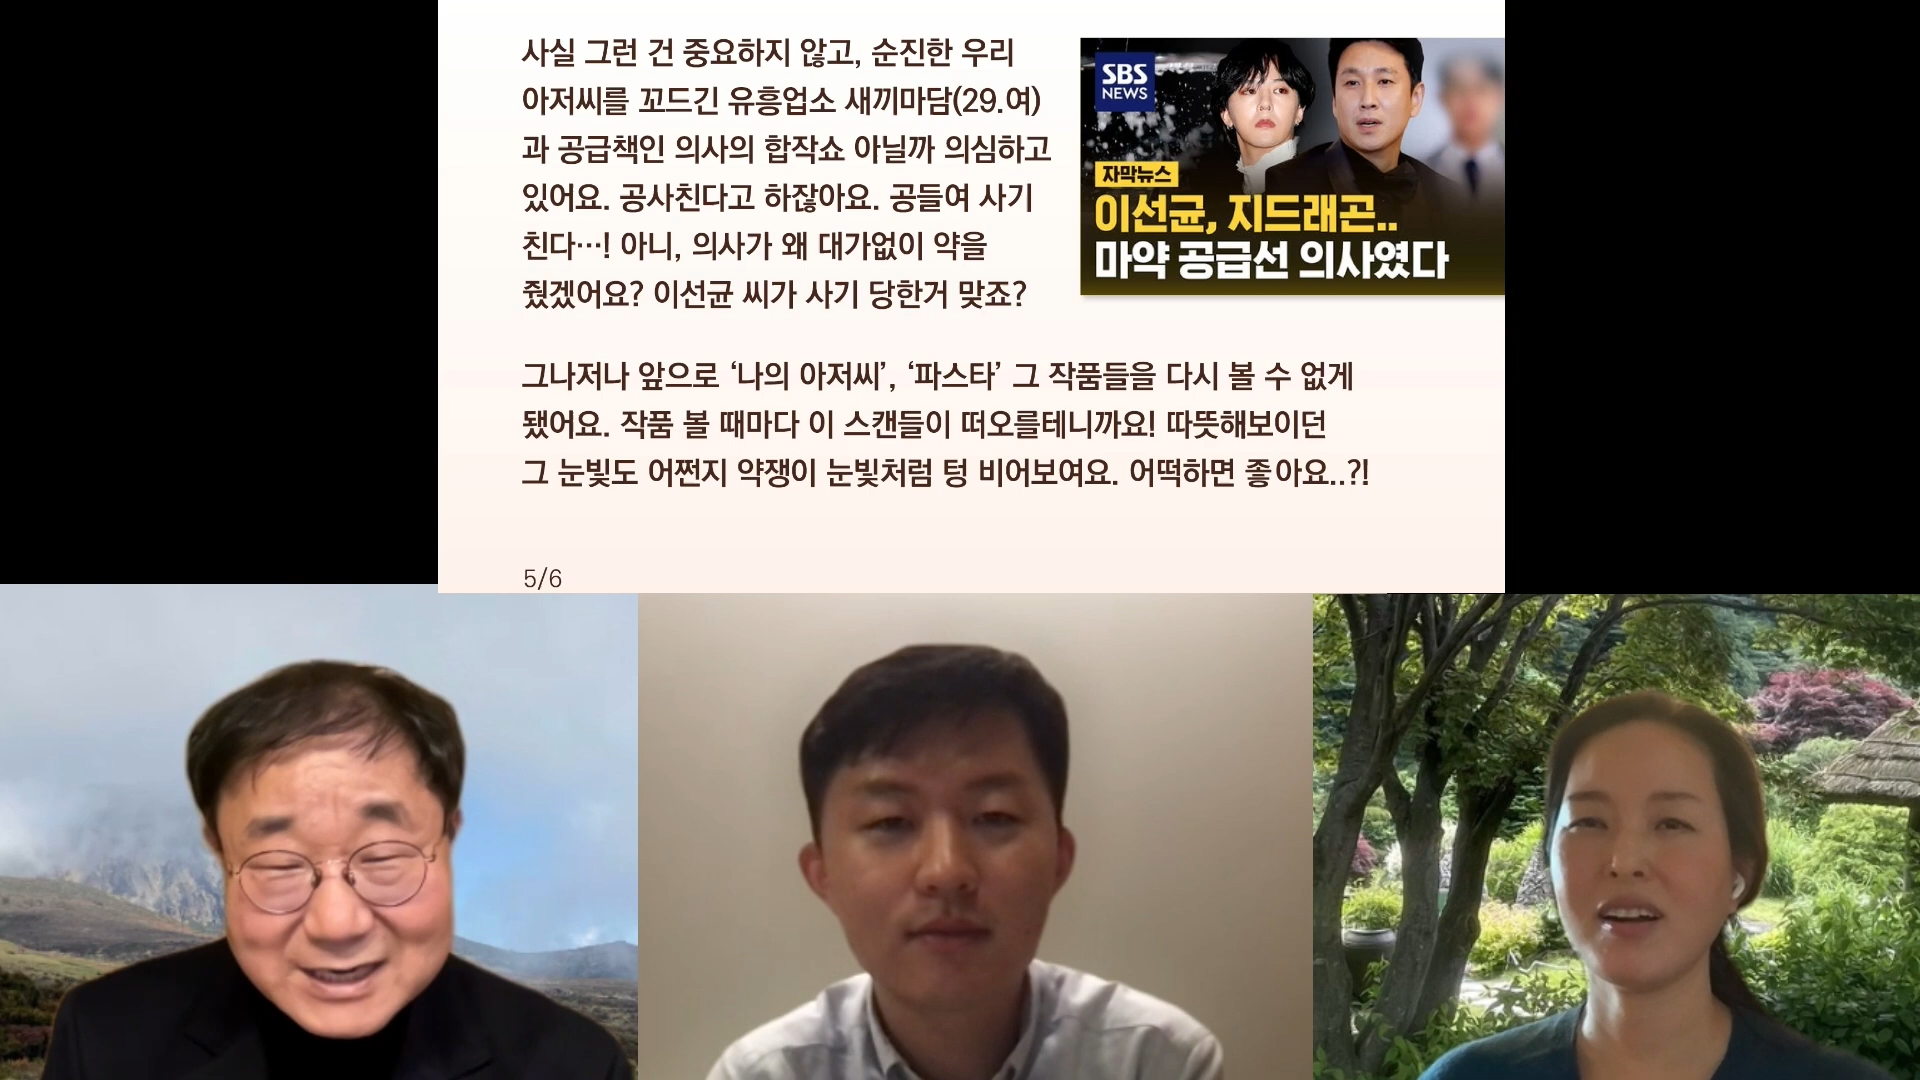 사실 그런 건 중요하지 않고, 순진한 우리
아저씨를 꼬드긴 유흥업소 새끼마담(29.여)
과 공급책인 의사의 합작쇼 아닐까 의심하고
있어요. 공사친다고 하잖아요. 공들여 사기
친다…! 아니, 의사가 왜 대가없이 약을
줬겠어요? 이선균 씨가 사기 당한거 맞죠?
SBS
NEWS
자막뉴스
이선균, 지드래곤..
마약 공급선 의사였다
그나저나 앞으로 ‘나의 아저씨’, ‘파스타’ 그 작품들을 다시 볼 수 없게
됐어요. 작품 볼 때마다 이 스캔들이 떠오를테니까요! 따뜻해보이던
그 눈빛도 어쩐지 약쟁이 눈빛처럼 텅 비어보여요. 어떡하면 좋아요..?!
5/6